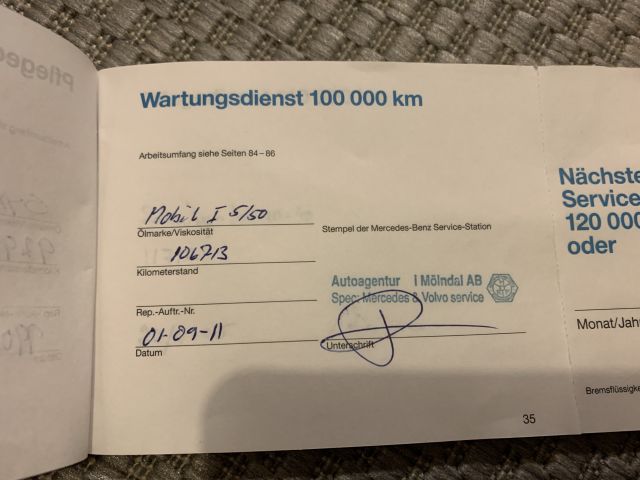 Wartungsdienst 100 000 km
Arbeitsumfang siehe Seiten 84–86
Mobil I 5/50
Ölmarke/Viskosität
Stempel der Mercedes-Benz Service-Station
106713
Kilometerstand
Autoagentur i Mölndal AB
Spec: Mercedes & Volvo service
Rep.-Auftr.-Nr.
01-09-11
Datum
Unterschrift
35
Nächste
Service
120 000
oder
Monat/Jahr
Bremsflüssigke